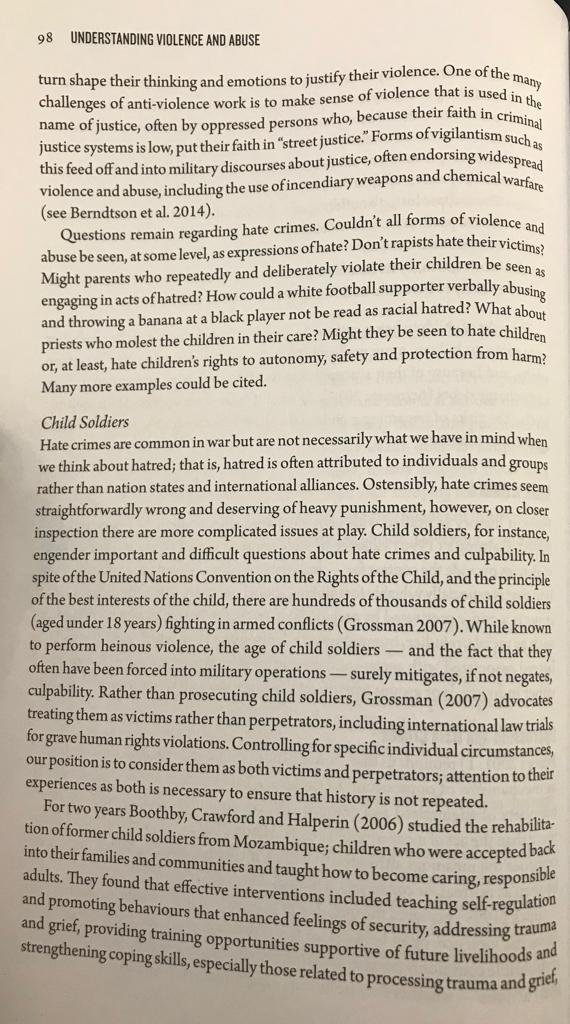 98 UNDERSTANDING VIOLENCE AND ABUSE
turn shape their thinking and emotions to justify their violence. One of the many
challenges of anti-violence work is to make sense of violence that is used in the
name of justice, often by oppressed persons who, because their faith in criminal
justice systems is low, put their faith in “street justice.” Forms of vigilantism such as
this feed off and into military discourses about justice, often endorsing widespread
violence and abuse, including the use of incendiary weapons and chemical warfare
(see Berndtson et al. 2014).
Questions remain regarding hate crimes. Couldn’t all forms of violence and
abuse be seen, at some level, as expressions of hate? Don’t rapists hate their victims?
Might parents who repeatedly and deliberately violate their children be seen as
engaging in acts of hatred? How could a white football supporter verbally abusing
and throwing a banana at a black player not be read as racial hatred? What about
priests who molest the children in their care? Might they be seen to hate children
or, at least, hate children’s rights to autonomy, safety and protection from harm?
Many more examples could be cited.
Child Soldiers
Hate crimes are common in war but are not necessarily what we have in mind when
we think about hatred; that is, hatred is often attributed to individuals and groups
rather than nation states and international alliances. Ostensibly, hate crimes seem
straightforwardly wrong and deserving of heavy punishment, however, on closer
inspection there are more complicated issues at play. Child soldiers, for instance,
engender important and difficult questions about hate crimes and culpability. In
spite of the United Nations Convention on the Rights of the Child, and the principle
of the best interests of the child, there are hundreds of thousands of child soldiers
(aged under 18 years) fighting in armed conflicts (Grossman 2007). While known
to perform heinous violence, the age of child soldiers — and the fact that they
often have been forced into military operations — surely mitigates, if not negates,
culpability. Rather than prosecuting child soldiers, Grossman (2007) advocates
treating them as victims rather than perpetrators, including international law trials
for grave human rights violations. Controlling for specific individual circumstances,
our position is to consider them as both victims and perpetrators; attention to their
experiences as both is necessary to ensure that history is not repeated.
For two years Boothby, Crawford and Halperin (2006) studied the rehabilita-
tion of former child soldiers from Mozambique; children who were accepted back
into their families and communities and taught how to become caring, responsible
adults. They found that effective interventions included teaching self-regulation
and promoting behaviours that enhanced feelings of security, addressing trauma
and grief, providing training opportunities supportive of future livelihoods and
strengthening coping skills, especially those related to processing trauma and grief,